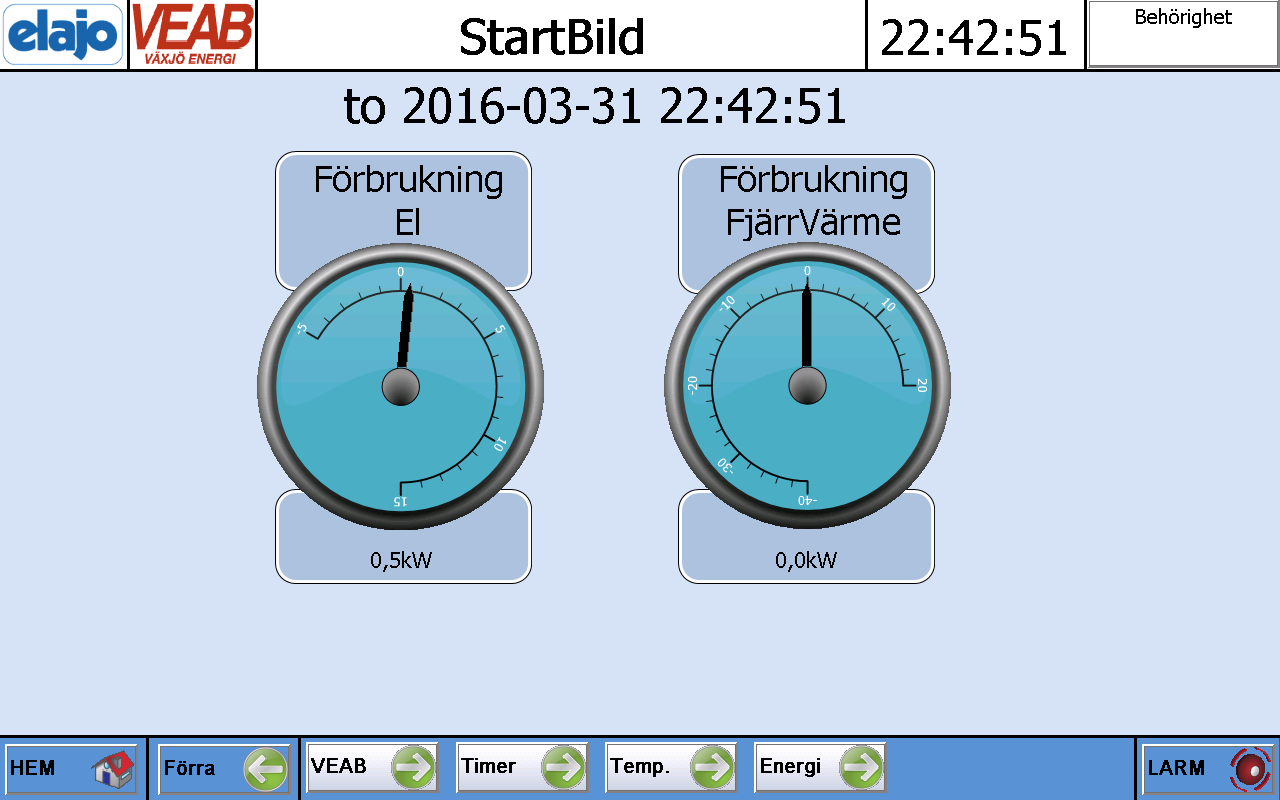 elajo
VEAB
VÄXJÖ ENERGI
StartBild
22:42:51
Behörighet
to 2016-03-31 22:42:51
Förbrukning
El
-5
0
5
10
15
0,5kW
Förbrukning
FjärrVärme
-40
-30
-20
-10
0
10
20
0,0kW
HEM
Förra
VEAB
Timer
Temp.
Energi
LARM